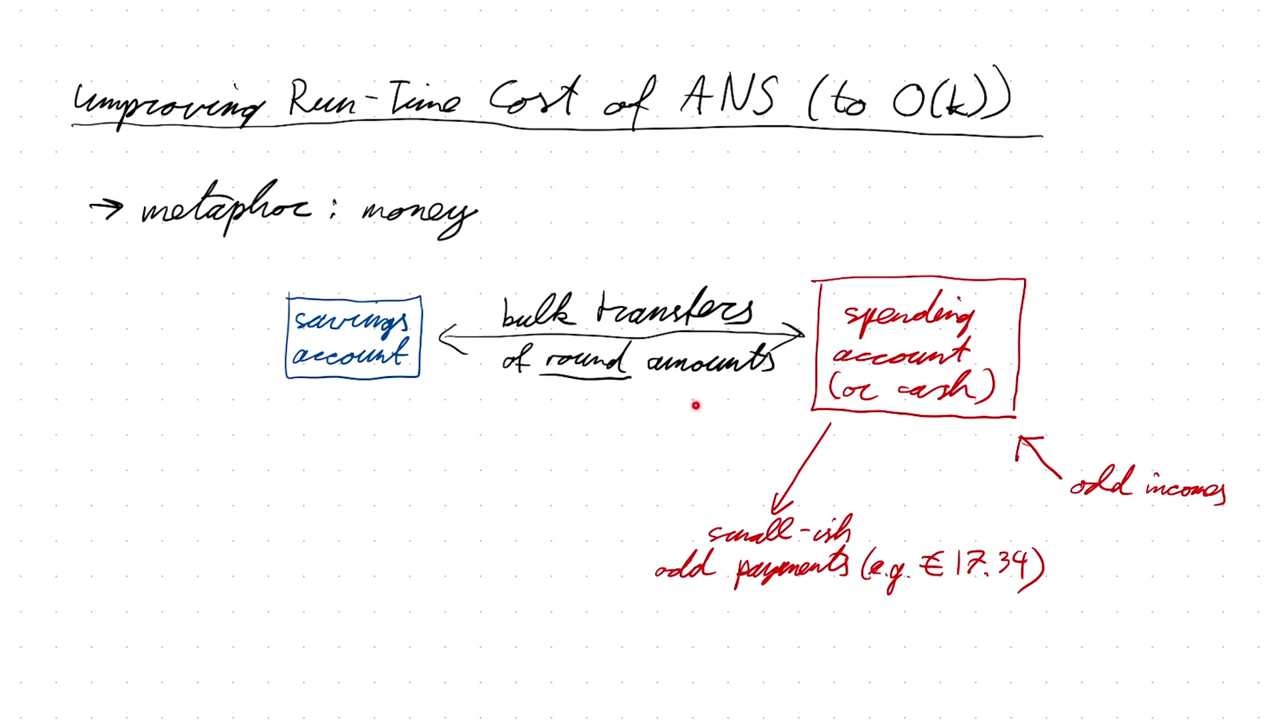 improving Run-Time Cost of ANS (to O(k))
→ metaphor: money
savings
account
bulk transfers
of round amounts
spending
account
(or cash)
odd incomes
small-ish
odd payments (e.g. € 17.34)